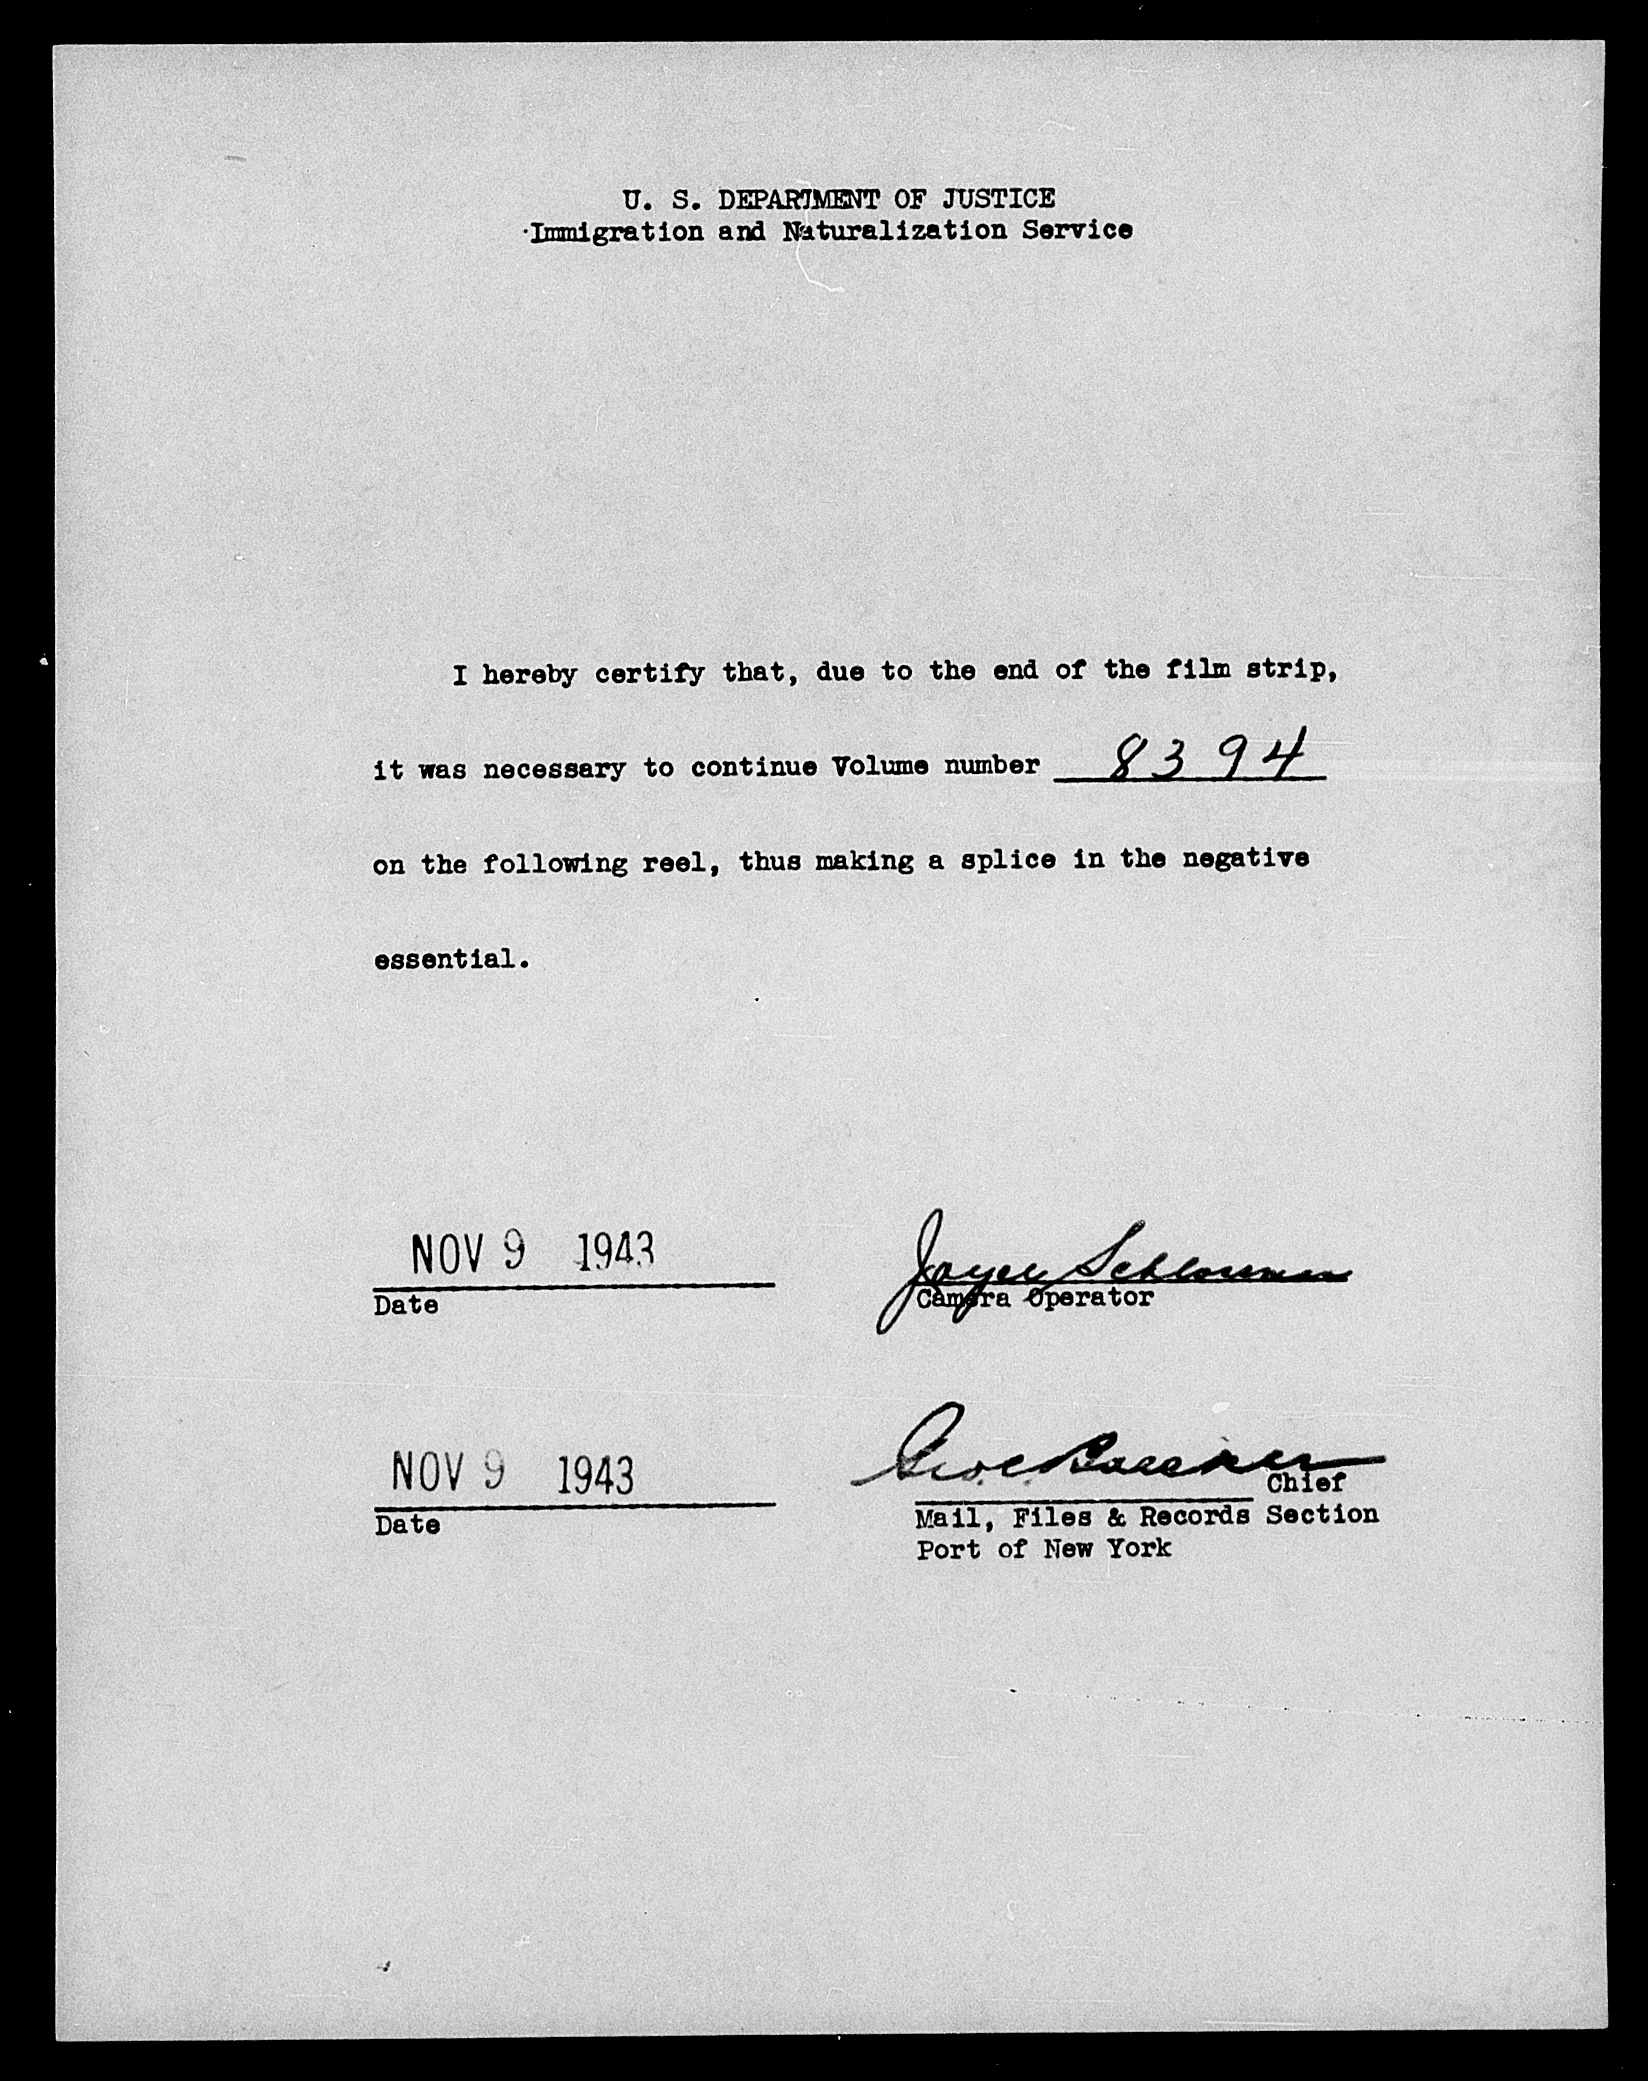 U. S. DEPARTMENT OF JUSTICE
Immigration and Naturalization Service
I hereby certify that, due to the end of the film strip,
it was necessary to continue Volume number 8394
on the following reel, thus making a splice in the negative
essential.
NOV 9 1943
Date
Camera Operator
NOV 9 1943
Date
Chief
Mail, Files & Records Section
Port of New York